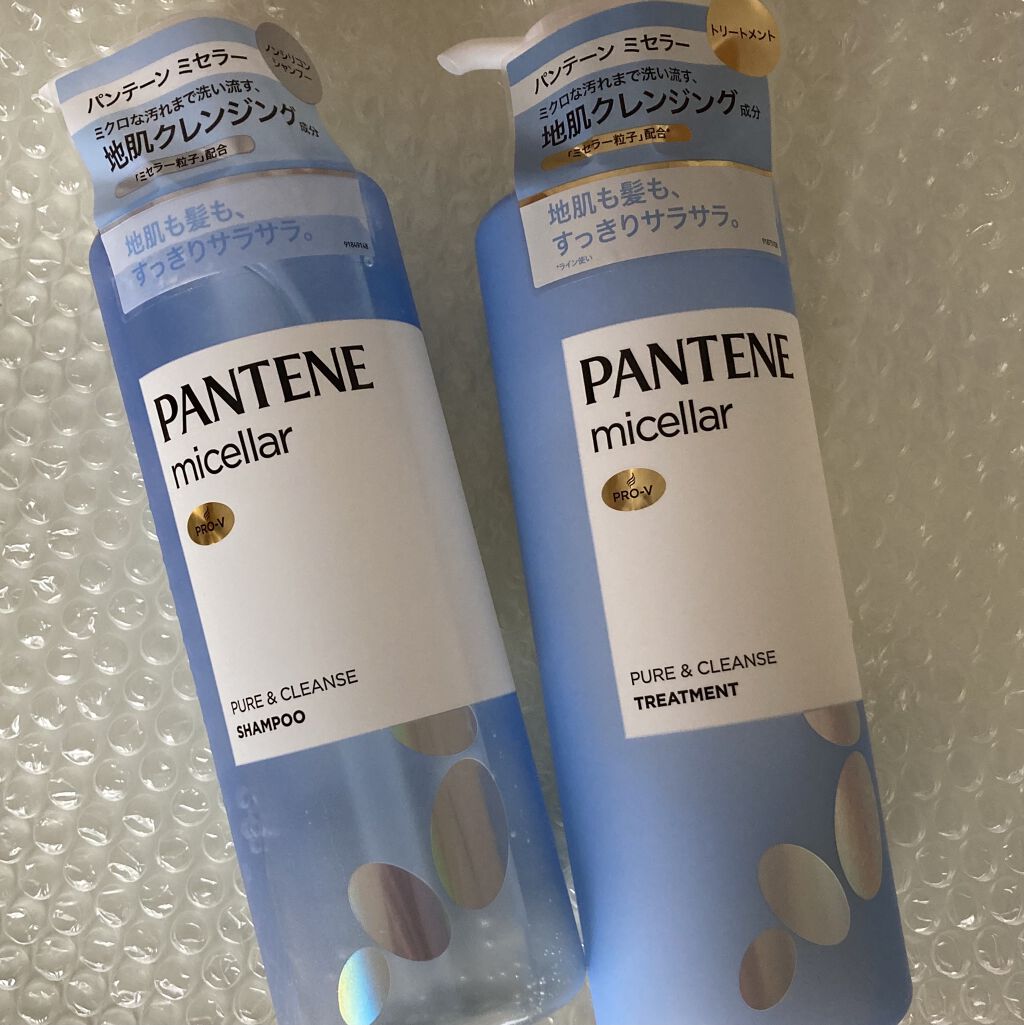 パンテーン ミセラー
ノンシリコン
シャンプー
ミクロな汚れまで洗い流す、
地肌クレンジング成分
「ミセラー粒子」配合
地肌も髪も、
すっきりサラサラ。
91849148
PANTENE
micellar
PRO-V
PURE & CLEANSE
SHAMPOO
パンテーン ミセラー
トリートメント
ミクロな汚れまで洗い流す、
地肌クレンジング成分
「ミセラー粒子」配合*
地肌も髪も、
すっきりサラサラ。
*ライン使い
PANTENE
micellar
PRO-V
PURE & CLEANSE
TREATMENT